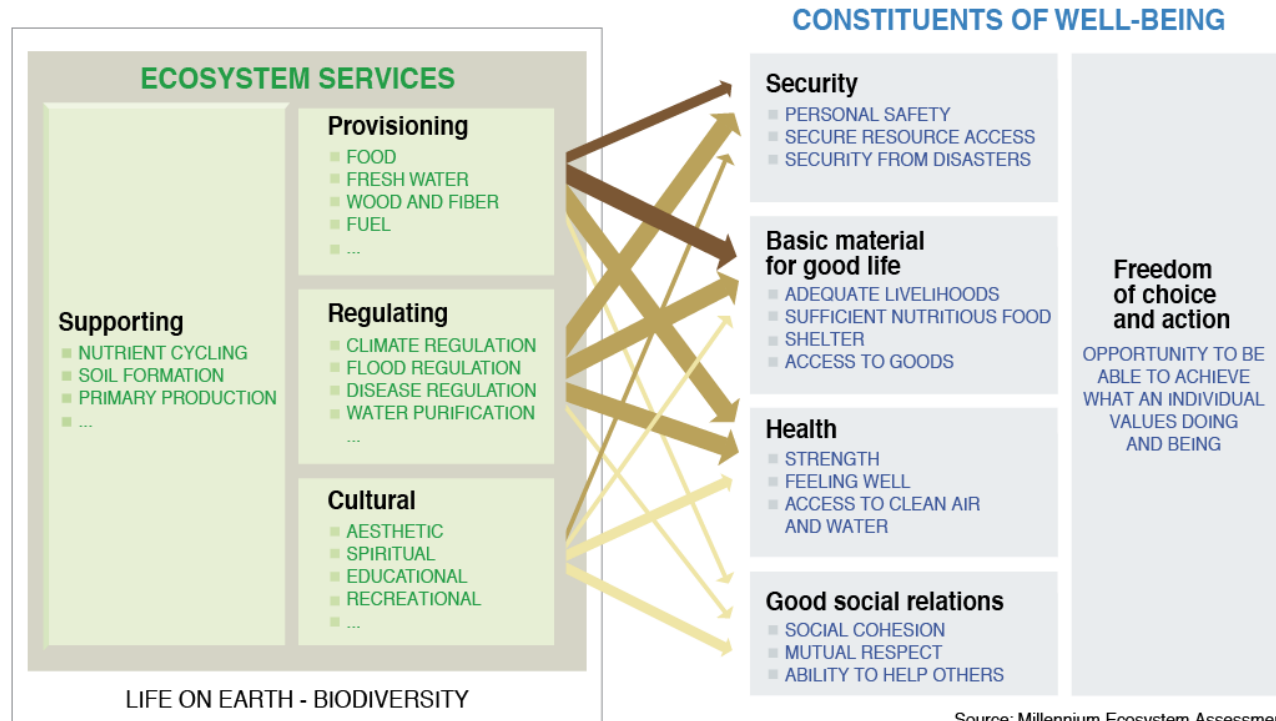 CONSTITUENTS OF WELL-BEING
ECOSYSTEM SERVICES
Supporting
NUTRIENT CYCLING
SOIL FORMATION
PRIMARY PRODUCTION
...
Provisioning
FOOD
FRESH WATER
WOOD AND FIBER
FUEL
...
Regulating
CLIMATE REGULATION
FLOOD REGULATION
DISEASE REGULATION
WATER PURIFICATION
...
Cultural
AESTHETIC
SPIRITUAL
EDUCATIONAL
RECREATIONAL
...
LIFE ON EARTH - BIODIVERSITY
Security
PERSONAL SAFETY
SECURE RESOURCE ACCESS
SECURITY FROM DISASTERS
Basic material
for good life
ADEQUATE LIVELIHOODS
SUFFICIENT NUTRITIOUS FOOD
SHELTER
ACCESS TO GOODS
Health
STRENGTH
FEELING WELL
ACCESS TO CLEAN AIR
AND WATER
Good social relations
SOCIAL COHESION
MUTUAL RESPECT
ABILITY TO HELP OTHERS
Freedom
of choice
and action
OPPORTUNITY TO BE
ABLE TO ACHIEVE
WHAT AN INDIVIDUAL
VALUES DOING
AND BEING
Source: Millennium Ecosystem